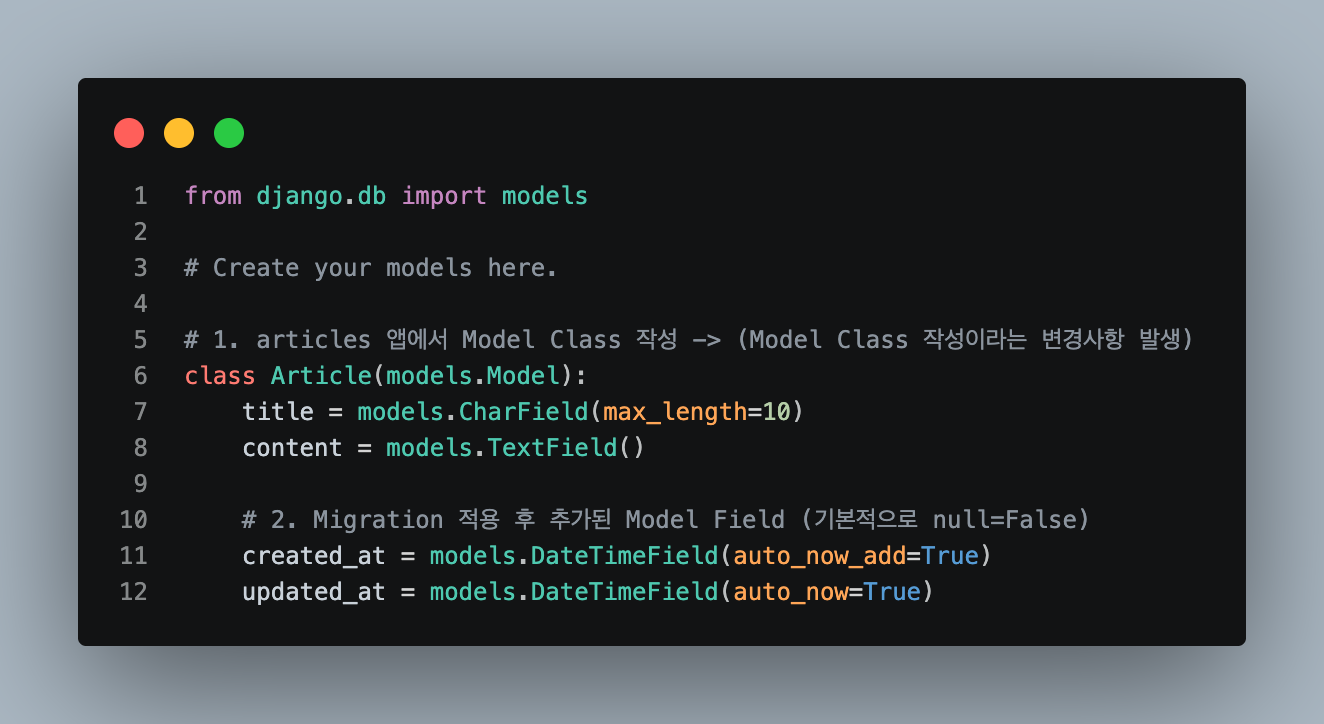 1 from django.db import models
2
3 # Create your models here.
4
5 # 1. articles 앱에서 Model Class 작성 -> (Model Class 작성이라는 변경사항 발생)
6 class Article(models.Model):
7     title = models.CharField(max_length=10)
8     content = models.TextField()
9
10     # 2. Migration 적용 후 추가된 Model Field (기본적으로 null=False)
11     created_at = models.DateTimeField(auto_now_add=True)
12     updated_at = models.DateTimeField(auto_now=True)